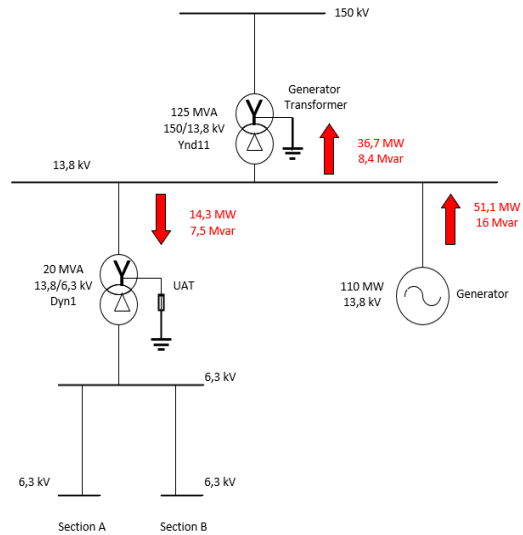 150 kV
Generator
Transformer
125 MVA
150/13,8 kV
Ynd11
36,7 MW
8,4 Mvar
13,8 kV
14,3 MW
7,5 Mvar
51,1 MW
16 Mvar
20 MVA
13,8/6,3 kV
Dyn1
UAT
110 MW
13,8 kV
Generator
6,3 kV
6,3 kV
6,3 kV
Section A
Section B